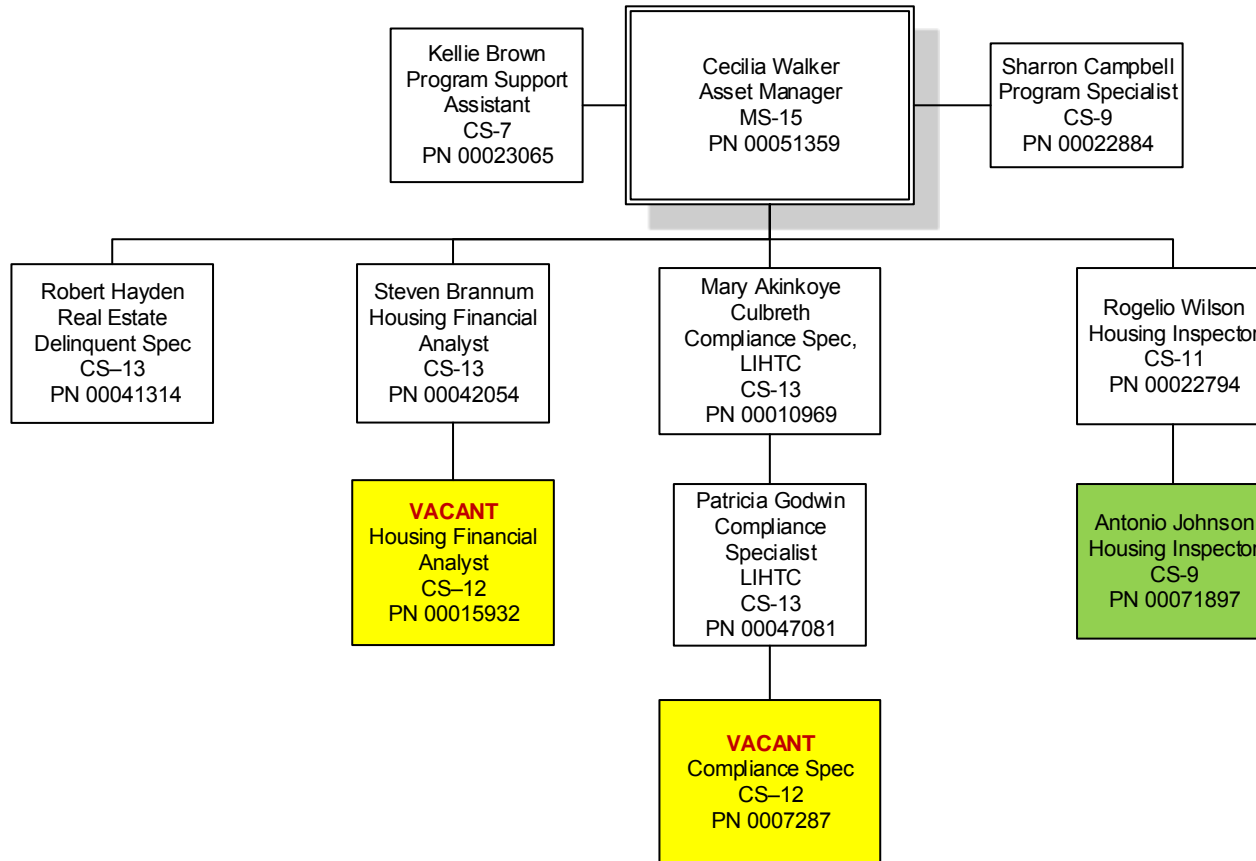 Kellie Brown
Program Support
Assistant
CS-7
PN 00023065
Cecilia Walker
Asset Manager
MS-15
PN 00051359
Sharron Campbell
Program Specialist
CS-9
PN 00022884
Robert Hayden
Real Estate
Delinquent Spec
CS–13
PN 00041314
Steven Brannum
Housing Financial
Analyst
CS-13
PN 00042054
Mary Akinkoye
Culbreth
Compliance Spec,
LIHTC
CS-13
PN 00010969
Rogelio Wilson
Housing Inspector
CS-11
PN 00022794
VACANT
Housing Financial
Analyst
CS–12
PN 00015932
Patricia Godwin
Compliance
Specialist
LIHTC
CS-13
PN 00047081
Antonio Johnson
Housing Inspector
CS-9
PN 00071897
VACANT
Compliance Spec
CS–12
PN 0007287